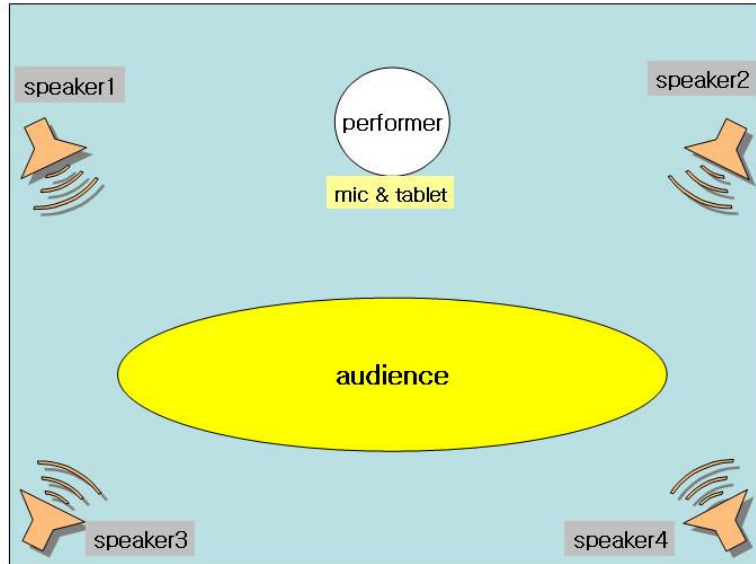 speaker1
speaker2
performer
mic & tablet
audience
speaker3
speaker4